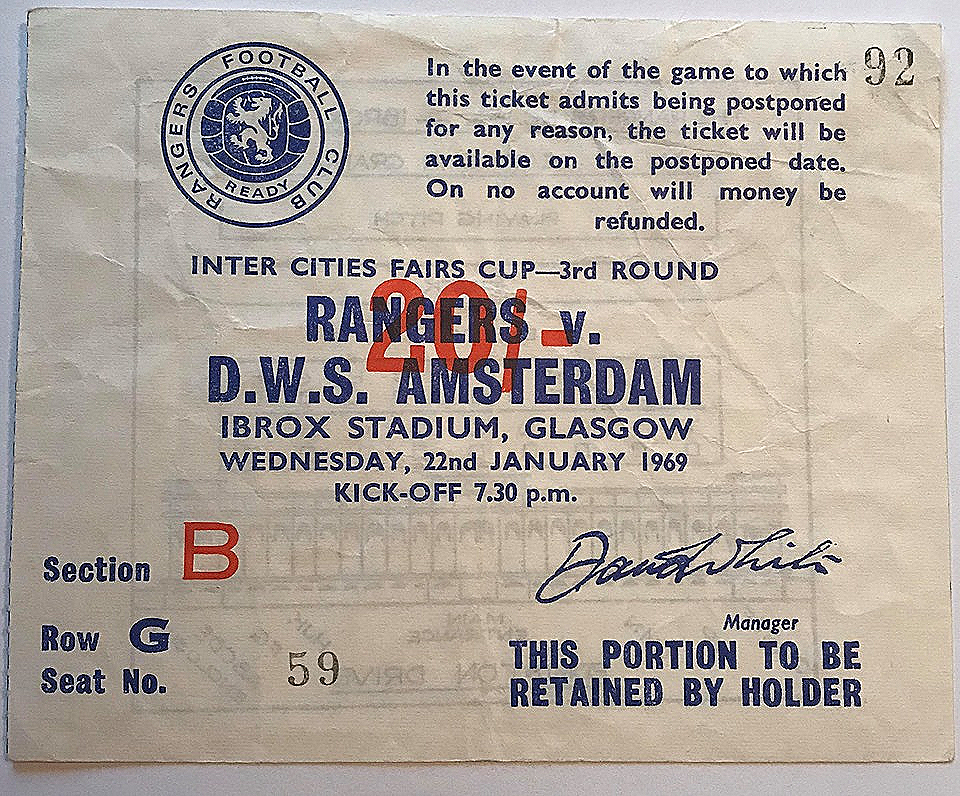 RANGERS FOOTBALL CLUB
READY
92
In the event of the game to which
this ticket admits being postponed
for any reason, the ticket will be
available on the postponed date.
On no account will money be
refunded.
INTER CITIES FAIRS CUP—3rd ROUND
20/-
RANGERS v.
D.W.S. AMSTERDAM
IBROX STADIUM, GLASGOW
WEDNESDAY, 22nd JANUARY 1969
KICK-OFF 7.30 p.m.
Section B
Row G
Seat No. 59
David White
Manager
THIS PORTION TO BE
RETAINED BY HOLDER